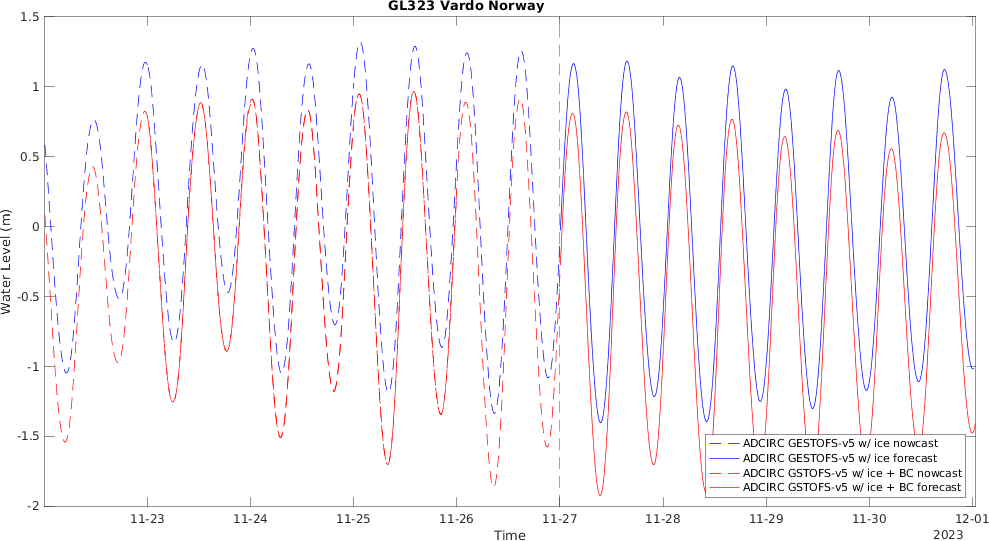 GL323 Vardo Norway
1.5
1
0.5
0
-0.5
-1
-1.5
-2
Water Level (m)
ADCIRC GESTOFS-v5 w/ ice nowcast
ADCIRC GESTOFS-v5 w/ ice forecast
ADCIRC GSTOFS-v5 w/ ice + BC nowcast
ADCIRC GSTOFS-v5 w/ ice + BC forecast
11-23 11-24 11-25 11-26 11-27 11-28 11-29 11-30 12-01
Time
2023